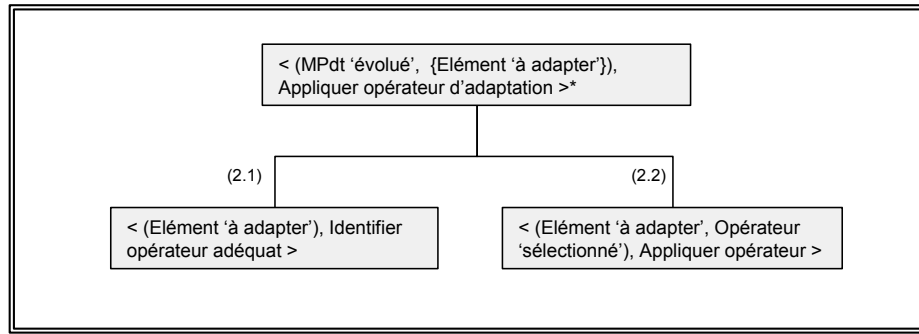 < (MPdt ‘évolué’, {Elément ‘à adapter’}),
Appliquer opérateur d’adaptation >*
(2.1)
(2.2)
< (Elément ‘à adapter’), Identifier
opérateur adéquat >
< (Elément ‘à adapter’, Opérateur
‘sélectionné’), Appliquer opérateur >